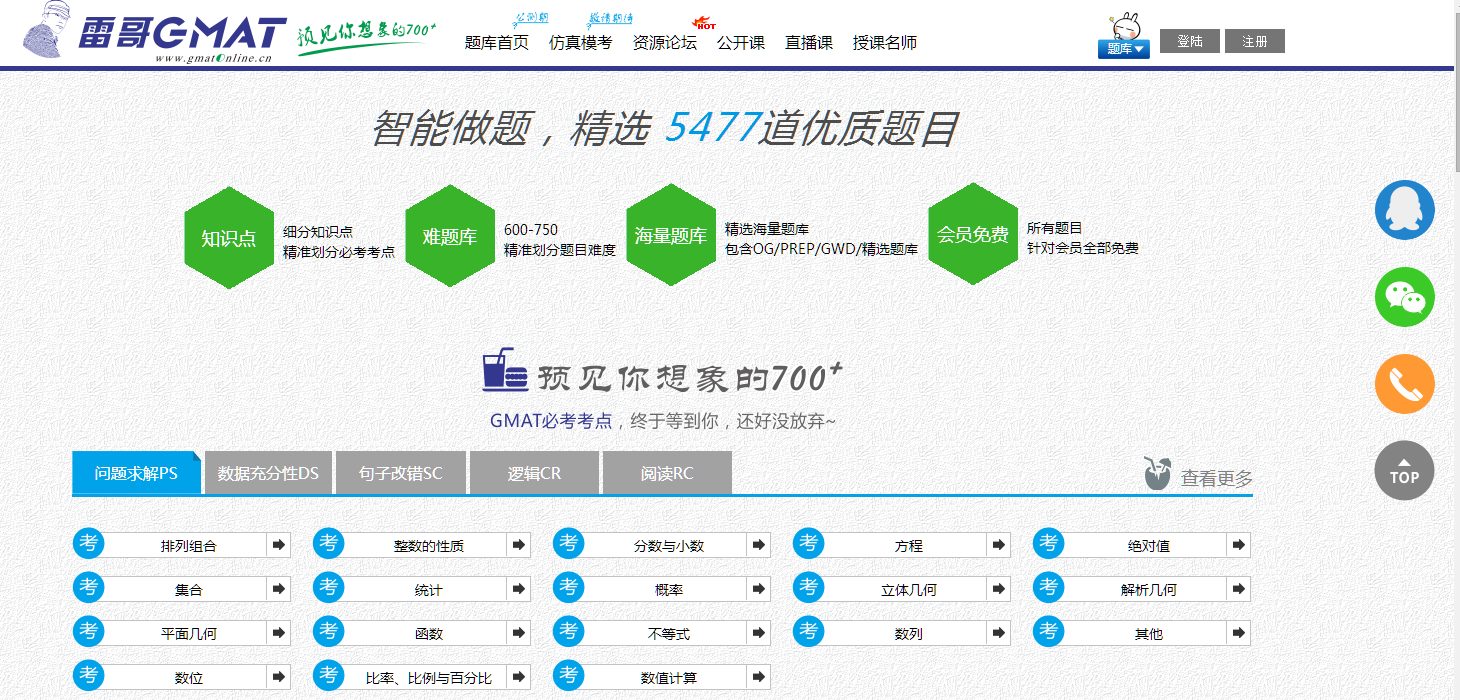 雷哥GMAT
www.gmatonline.cn
预见你想象的700+
公测期
邀请期待
HOT
题库首页 仿真模考 资源论坛 公开课 直播课 授课名师
题库
登陆 注册
智能做题，精选 5477道优质题目
知识点
细分知识点
精准划分必考考点
难题库
600-750
精准划分题目难度
海量题库
精选海量题库
包含OG/PREP/GWD/精选题库
会员免费
所有题目
针对会员全部免费
预见你想象的700+
GMAT必考考点，终于等到你，还好没放弃~
问题求解PS 数据充分性DS 句子改错SC 逻辑CR 阅读RC
查看更多
TOP
考 排列组合 考 整数的性质 考 分数与小数 考 方程 考 绝对值
考 集合 考 统计 考 概率 考 立体几何 考 解析几何
考 平面几何 考 函数 考 不等式 考 数列 考 其他
考 数位 考 比率、比例与百分比 考 数值计算